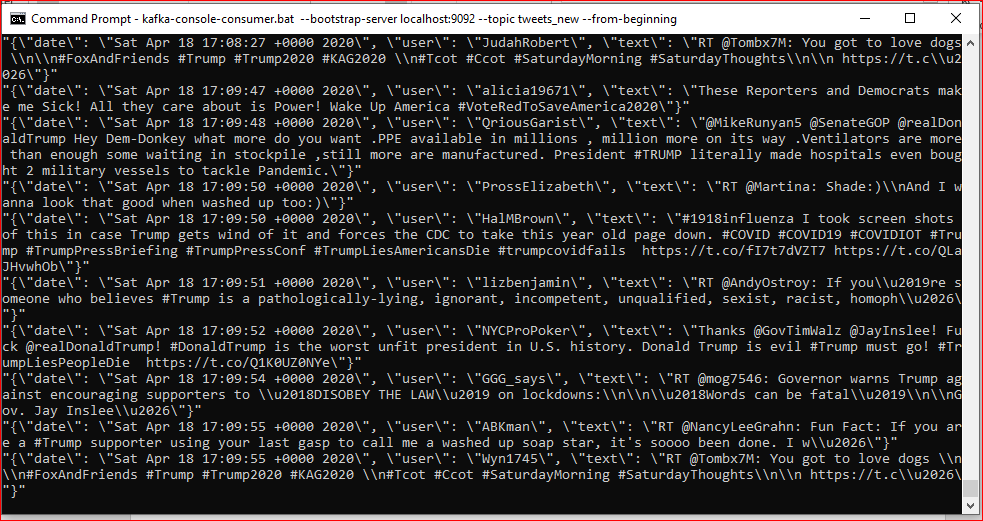 Command Prompt - kafka-console-consumer.bat --bootstrap-server localhost:9092 --topic tweets_new --from-beginning
"{\"date\": \"Sat Apr 18 17:08:27 +0000 2020\", \"user\": \"JudahRobert\", \"text\": \"RT @Tombx7M: You got to love dogs
 \\n\\n#FoxAndFriends #Trump #Trump2020 #KAG2020 \\n#Tcot #Ccot #SaturdayMorning #SaturdayThoughts\\n\\n https://t.c\\u2
026\"}"
"{\"date\": \"Sat Apr 18 17:09:47 +0000 2020\", \"user\": \"alicia19671\", \"text\": \"These Reporters and Democrats mak
e me Sick! All they care about is Power! Wake Up America #VoteRedToSaveAmerica2020\"}"
"{\"date\": \"Sat Apr 18 17:09:48 +0000 2020\", \"user\": \"QriousGarist\", \"text\": \"@MikeRunyan5 @SenateGOP @realDon
aldTrump Hey Dem-Donkey what more do you want .PPE available in millions , million more on its way .Ventilators are more
 than enough some waiting in stockpile ,still more are manufactured. President #TRUMP literally made hospitals even boug
ht 2 military vessels to tackle Pandemic.\"}"
"{\"date\": \"Sat Apr 18 17:09:50 +0000 2020\", \"user\": \"ProssElizabeth\", \"text\": \"RT @Martina: Shade:)\\nAnd I w
anna look that good when washed up too:)\"}"
"{\"date\": \"Sat Apr 18 17:09:50 +0000 2020\", \"user\": \"HalMBrown\", \"text\": \"#1918influenza I took screen shots
of this in case Trump gets wind of it and forces the CDC to take this year old page down. #COVID #COVID19 #COVIDIOT #Tru
mp #TrumpPressBriefing #TrumpPressConf #TrumpLiesAmericansDie #trumpcovidfails  https://t.co/fI7t7dVZT7 https://t.co/QLa
JHvwhOb\"}"
"{\"date\": \"Sat Apr 18 17:09:51 +0000 2020\", \"user\": \"lizbenjamin\", \"text\": \"RT @AndyOstroy: If you\\u2019re s
omeone who believes #Trump is a pathologically-lying, ignorant, incompetent, unqualified, sexist, racist, homoph\\u2026\
"}"
"{\"date\": \"Sat Apr 18 17:09:52 +0000 2020\", \"user\": \"NYCProPoker\", \"text\": \"Thanks @GovTimWalz @JayInslee! Fu
ck @realDonaldTrump! #DonaldTrump is the worst unfit president in U.S. history. Donald Trump is evil #Trump must go! #Tr
umpLiesPeopleDie  https://t.co/Q1K0UZ0NYe\"}"
"{\"date\": \"Sat Apr 18 17:09:54 +0000 2020\", \"user\": \"GGG_says\", \"text\": \"RT @mog7546: Governor warns Trump ag
ainst encouraging supporters to \\u2018DISOBEY THE LAW\\u2019 on lockdowns:\\n\\n\\u2018Words can be fatal\\u2019\\n\\nG
ov. Jay Inslee\\u2026\"}"
"{\"date\": \"Sat Apr 18 17:09:55 +0000 2020\", \"user\": \"ABKman\", \"text\": \"RT @NancyLeeGrahn: Fun Fact: If you ar
e a #Trump supporter using your last gasp to call me a washed up soap star, it's soooo been done. I w\\u2026\"}"
"{\"date\": \"Sat Apr 18 17:09:55 +0000 2020\", \"user\": \"Wyn1745\", \"text\": \"RT @Tombx7M: You got to love dogs \\n
\\n#FoxAndFriends #Trump #Trump2020 #KAG2020 \\n#Tcot #Ccot #SaturdayMorning #SaturdayThoughts\\n\\n https://t.c\\u2026\
"}"